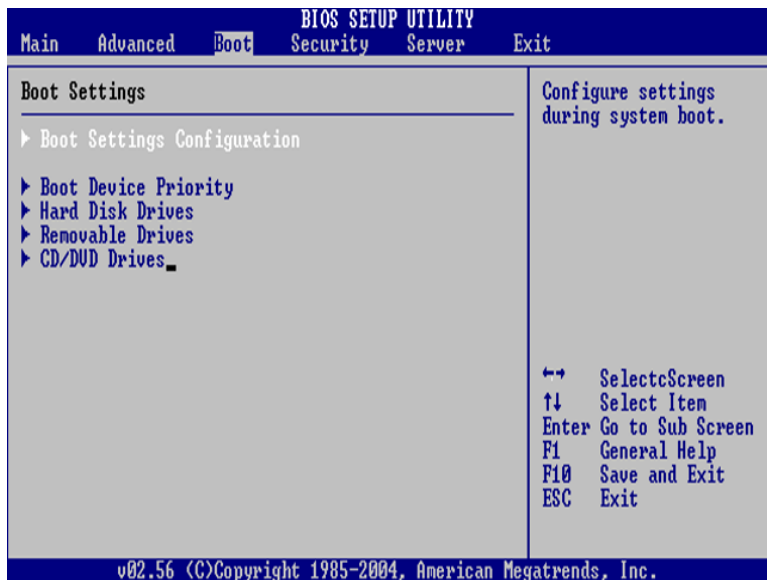 BIOS SETUP UTILITY
Main Advanced Boot Security Server Exit
Boot Settings
Boot Settings Configuration
Boot Device Priority
Hard Disk Drives
Removable Drives
CD/DVD Drives
Configure settings
during system boot.
←→ SelectcScreen
↑↓ Select Item
Enter Go to Sub Screen
F1 General Help
F10 Save and Exit
ESC Exit
v02.56 (C)Copyright 1985-2004, American Megatrends, Inc.